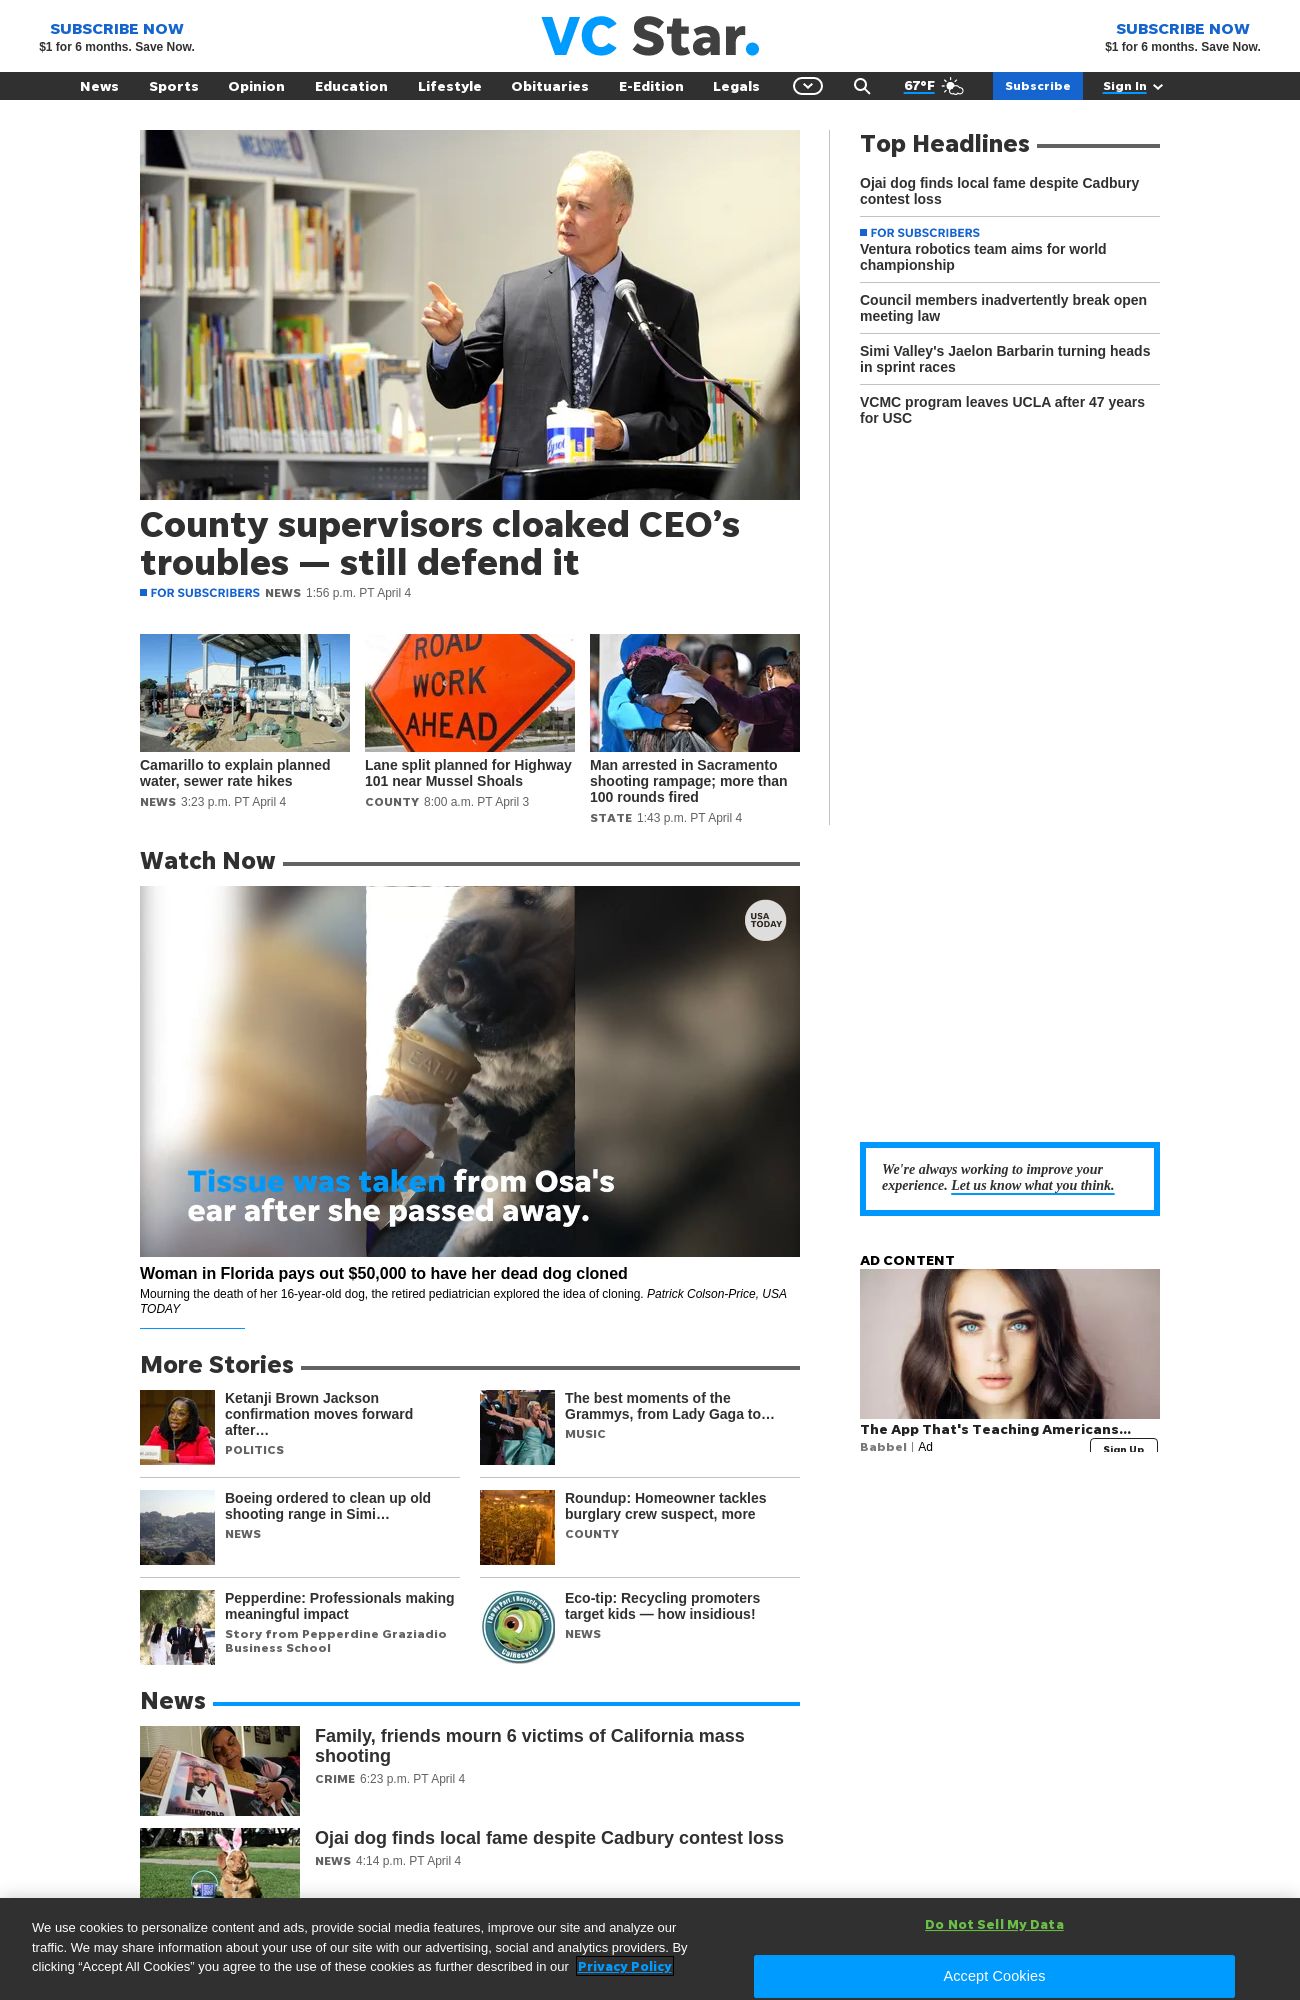 SUBSCRIBE NOW
$1 for 6 months. Save Now.
VC Star.
SUBSCRIBE NOW
$1 for 6 months. Save Now.
News Sports Opinion Education Lifestyle Obituaries E-Edition Legals 67°F Subscribe Sign In
MEASURE
County supervisors cloaked CEO’s
troubles — still defend it
FOR SUBSCRIBERS NEWS 1:56 p.m. PT April 4
ROAD
WORK
AHEAD
Camarillo to explain planned
water, sewer rate hikes
NEWS 3:23 p.m. PT April 4
Lane split planned for Highway
101 near Mussel Shoals
COUNTY 8:00 a.m. PT April 3
Man arrested in Sacramento
shooting rampage; more than
100 rounds fired
STATE 1:43 p.m. PT April 4
Top Headlines
Ojai dog finds local fame despite Cadbury
contest loss
FOR SUBSCRIBERS
Ventura robotics team aims for world
championship
Council members inadvertently break open
meeting law
Simi Valley's Jaelon Barbarin turning heads
in sprint races
VCMC program leaves UCLA after 47 years
for USC
Watch Now
USA
TODAY
Tissue was taken from Osa's
ear after she passed away.
Woman in Florida pays out $50,000 to have her dead dog cloned
Mourning the death of her 16-year-old dog, the retired pediatrician explored the idea of cloning. Patrick Colson-Price, USA
TODAY
We're always working to improve your
experience. Let us know what you think.
AD CONTENT
The App That's Teaching Americans...
Babbel | Ad
Sign Up
More Stories
Ketanji Brown Jackson
confirmation moves forward
after…
POLITICS
The best moments of the
Grammys, from Lady Gaga to…
MUSIC
Boeing ordered to clean up old
shooting range in Simi…
NEWS
Roundup: Homeowner tackles
burglary crew suspect, more
COUNTY
Pepperdine: Professionals making
meaningful impact
Story from Pepperdine Graziadio
Business School
I Do My Part. I Recycle Smart
CalRecycle
Eco-tip: Recycling promoters
target kids — how insidious!
NEWS
News
Family, friends mourn 6 victims of California mass
shooting
CRIME 6:23 p.m. PT April 4
Ojai dog finds local fame despite Cadbury contest loss
NEWS 4:14 p.m. PT April 4
We use cookies to personalize content and ads, provide social media features, improve our site and analyze our
traffic. We may share information about your use of our site with our advertising, social and analytics providers. By
clicking “Accept All Cookies” you agree to the use of these cookies as further described in our Privacy Policy
Do Not Sell My Data
Accept Cookies